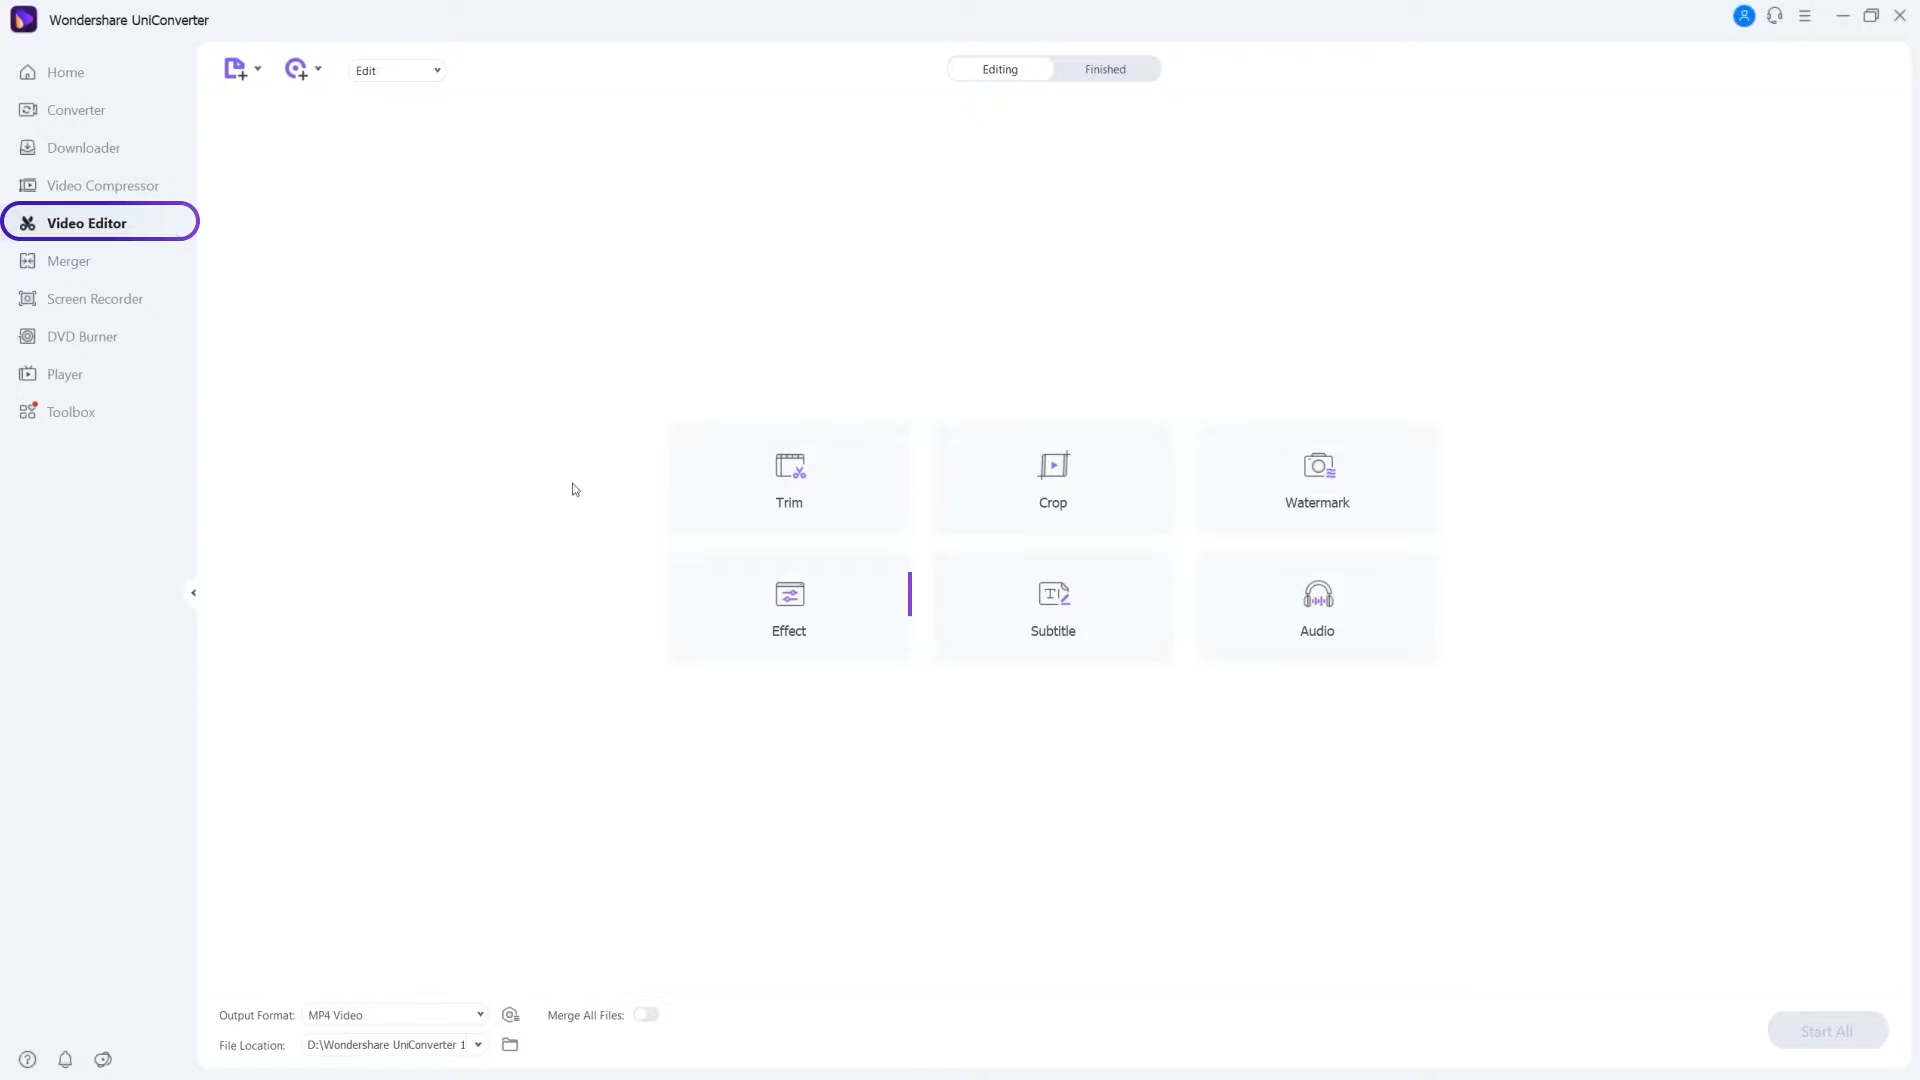 Wondershare UniConverter
Home
Converter
Downloader
Video Compressor
Video Editor
Merger
Screen Recorder
DVD Burner
Player
Toolbox
Edit
Editing
Finished
Trim
Crop
Watermark
Effect
Subtitle
Audio
Output Format:
MP4 Video
Merge All Files:
File Location:
D:\Wondershare UniConverter 1
Start All